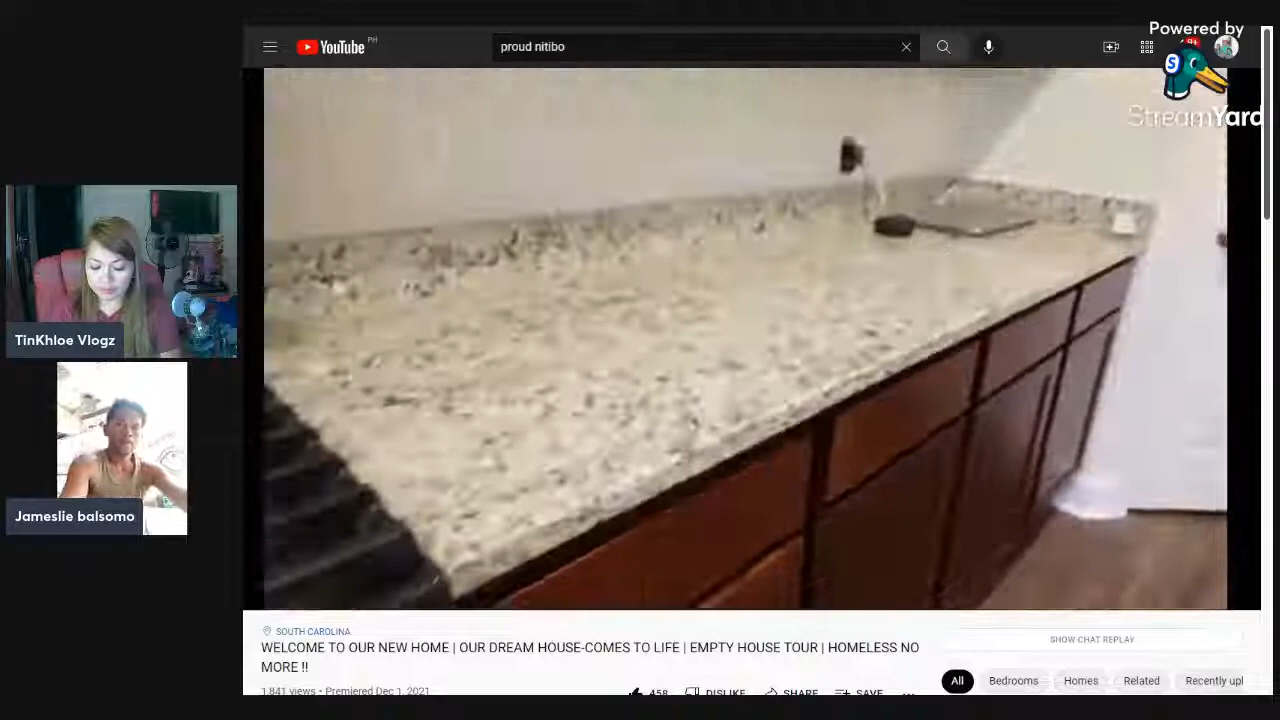 Powered by
StreamYard
YouTube PH
proud nitibo
9+
TinKhloe Vlogz
Jameslie balsomo
SOUTH CAROLINA
WELCOME TO OUR NEW HOME | OUR DREAM HOUSE-COMES TO LIFE | EMPTY HOUSE TOUR | HOMELESS NO
MORE !!
1,841 views • Premiered Dec 1, 2021
458 DISLIKE SHARE SAVE
SHOW CHAT REPLAY
All Bedrooms Homes Related Recently upl